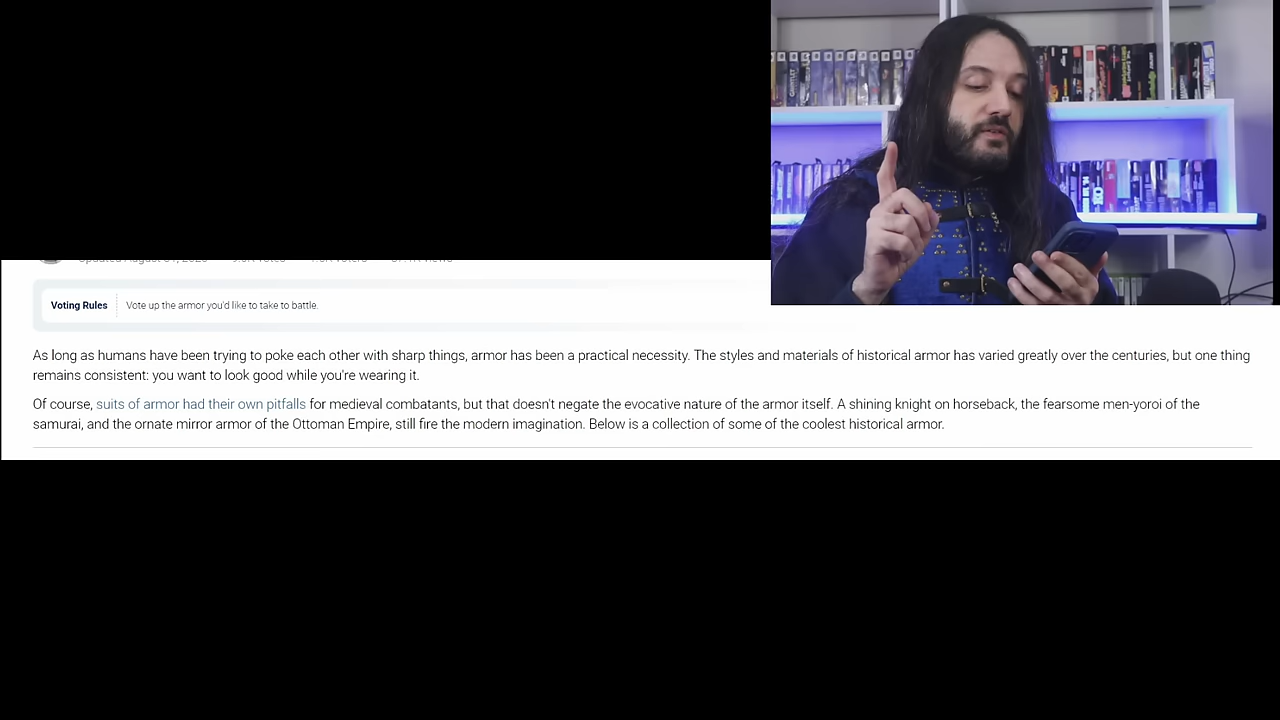 Voting Rules Vote up the armor you'd like to take to battle.
As long as humans have been trying to poke each other with sharp things, armor has been a practical necessity. The styles and materials of historical armor has varied greatly over the centuries, but one thing
remains consistent: you want to look good while you're wearing it.
Of course, suits of armor had their own pitfalls for medieval combatants, but that doesn't negate the evocative nature of the armor itself. A shining knight on horseback, the fearsome men-yoroi of the
samurai, and the ornate mirror armor of the Ottoman Empire, still fire the modern imagination. Below is a collection of some of the coolest historical armor.